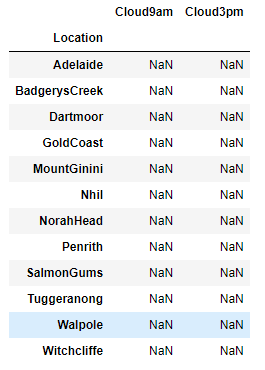 Cloud9am Cloud3pm
Location
Adelaide NaN NaN
BadgerysCreek NaN NaN
Dartmoor NaN NaN
GoldCoast NaN NaN
MountGinini NaN NaN
Nhil NaN NaN
NorahHead NaN NaN
Penrith NaN NaN
SalmonGums NaN NaN
Tuggeranong NaN NaN
Walpole NaN NaN
Witchcliffe NaN NaN